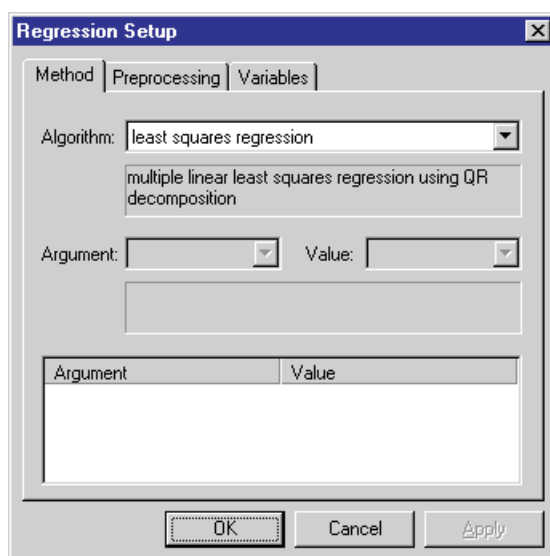 Regression Setup
Method Preprocessing Variables
Algorithm: least squares regression
multiple linear least squares regression using QR
decomposition
Argument: Value:
Argument Value
OK Cancel Apply